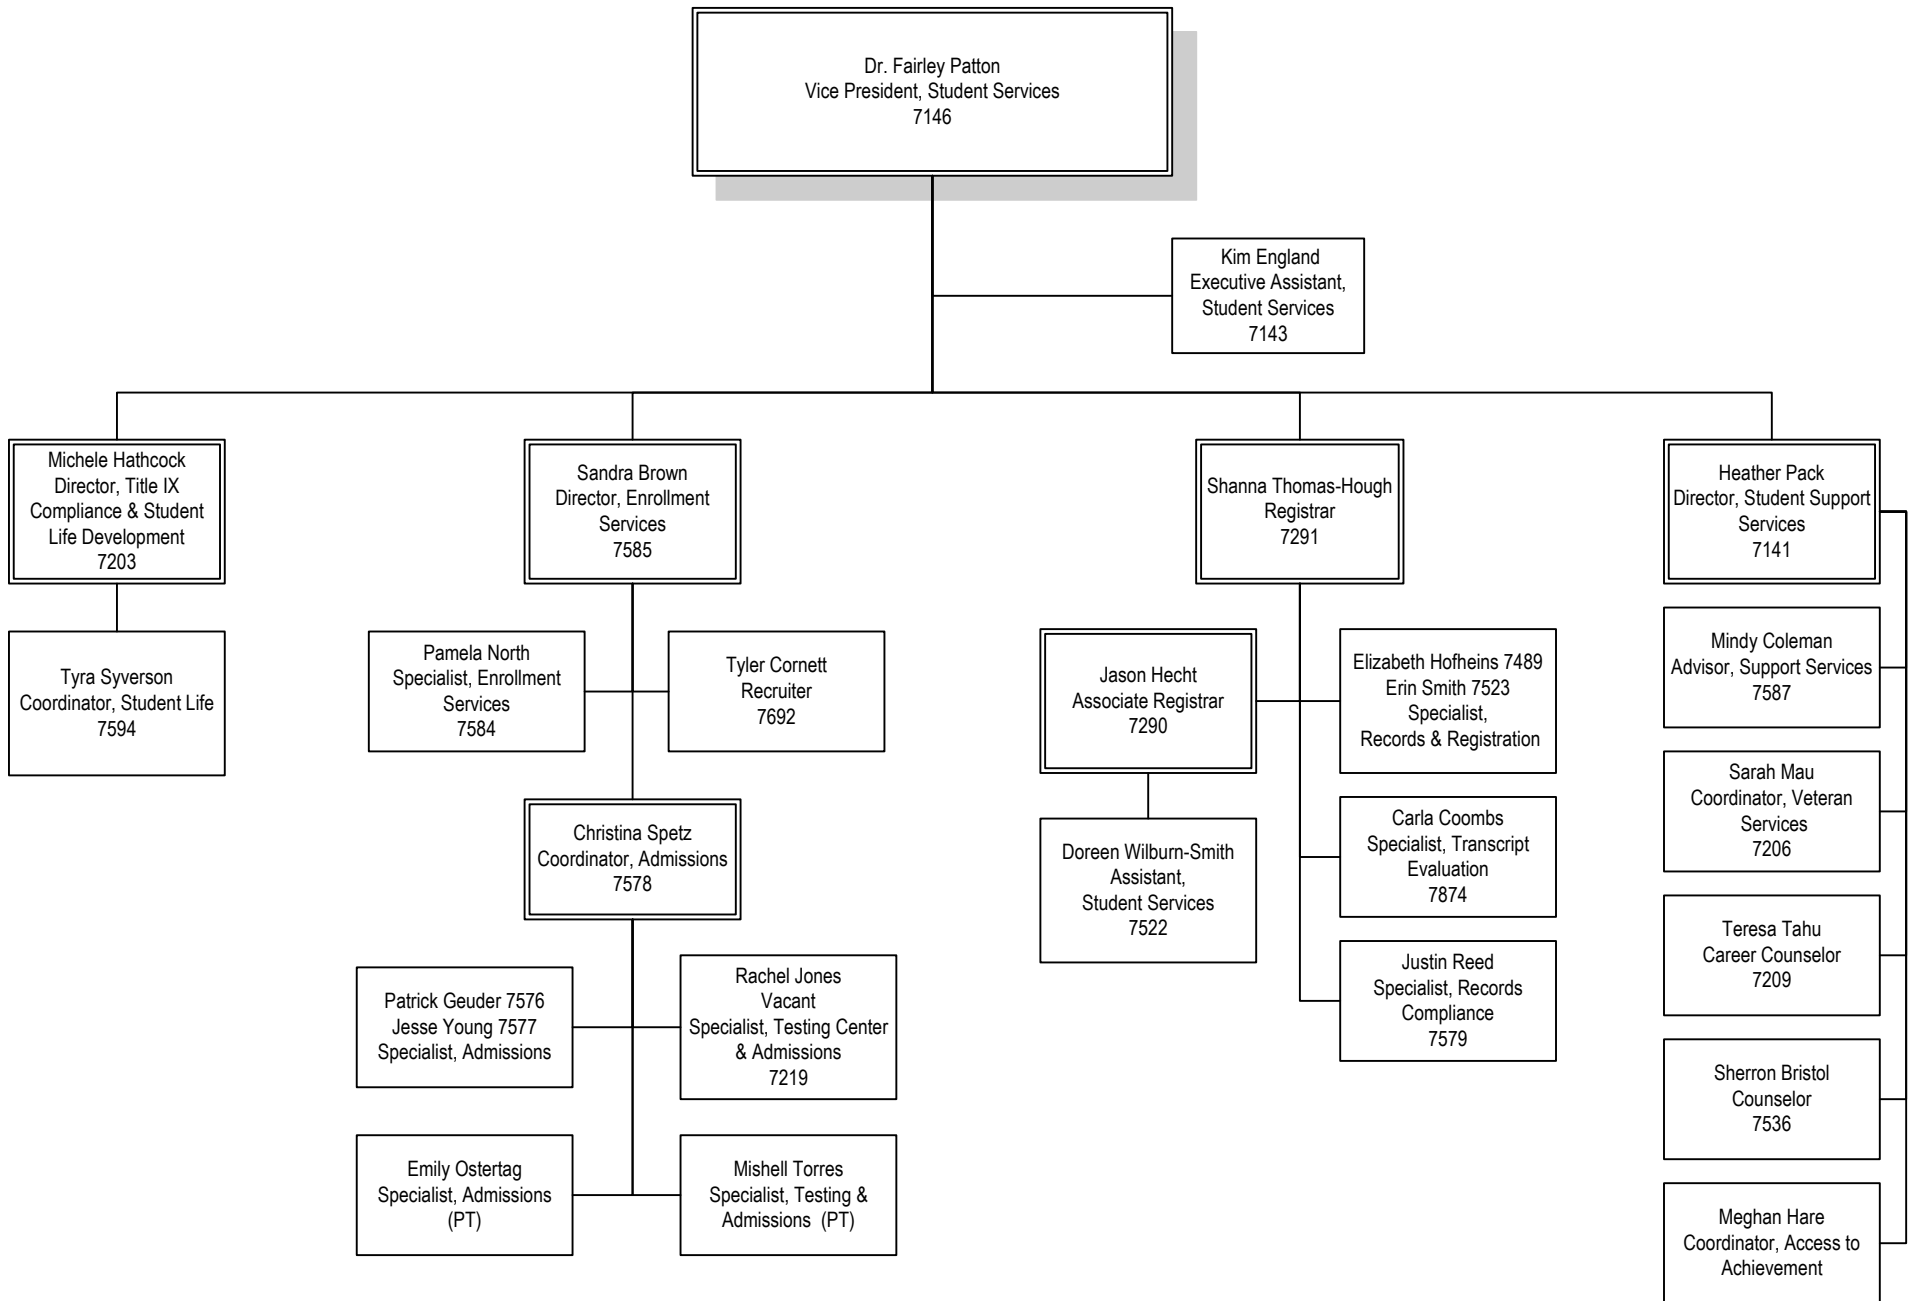 Dr. Fairley Patton
Vice President, Student Services
7146
Kim England
Executive Assistant,
Student Services
7143
Michele Hathcock
Director, Title IX
Compliance & Student
Life Development
7203
Tyra Syverson
Coordinator, Student Life
7594
Sandra Brown
Director, Enrollment
Services
7585
Pamela North
Specialist, Enrollment
Services
7584
Tyler Cornett
Recruiter
7692
Christina Spetz
Coordinator, Admissions
7578
Patrick Geuder 7576
Jesse Young 7577
Specialist, Admissions
Rachel Jones
Vacant
Specialist, Testing Center
& Admissions
7219
Emily Ostertag
Specialist, Admissions
(PT)
Mishell Torres
Specialist, Testing &
Admissions (PT)
Shanna Thomas-Hough
Registrar
7291
Jason Hecht
Associate Registrar
7290
Doreen Wilburn-Smith
Assistant,
Student Services
7522
Elizabeth Hofheins 7489
Erin Smith 7523
Specialist,
Records & Registration
Carla Coombs
Specialist, Transcript
Evaluation
7874
Justin Reed
Specialist, Records
Compliance
7579
Heather Pack
Director, Student Support
Services
7141
Mindy Coleman
Advisor, Support Services
7587
Sarah Mau
Coordinator, Veteran
Services
7206
Teresa Tahu
Career Counselor
7209
Sherron Bristol
Counselor
7536
Meghan Hare
Coordinator, Access to
Achievement